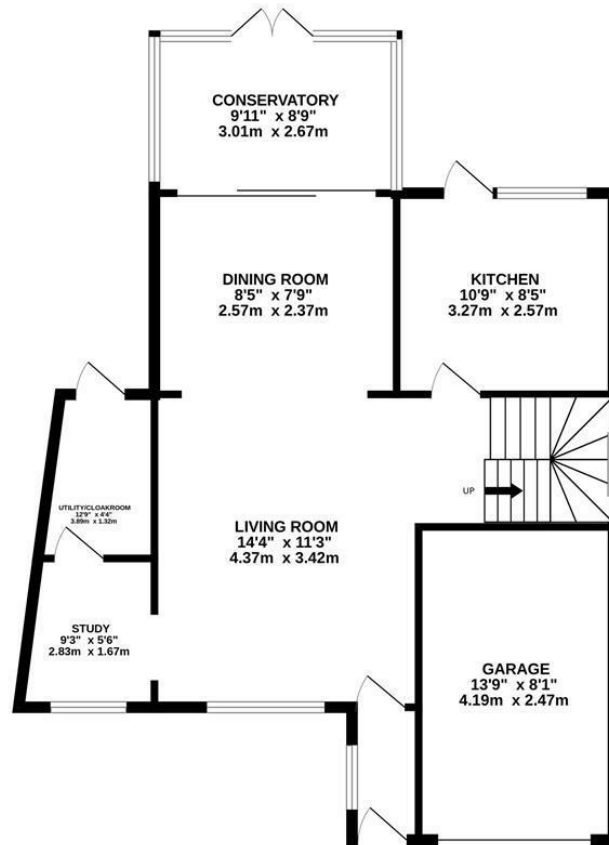 CONSERVATORY
9'11" x 8'9"
3.01m x 2.67m
DINING ROOM
8'5" x 7'9"
2.57m x 2.37m
KITCHEN
10'9" x 8'5"
3.27m x 2.57m
UTILITY/CLOAKROOM
12'9" x 4'4"
3.89m x 1.32m
UP
LIVING ROOM
14'4" x 11'3"
4.37m x 3.42m
STUDY
9'3" x 5'6"
2.83m x 1.67m
GARAGE
13'9" x 8'1"
4.19m x 2.47m